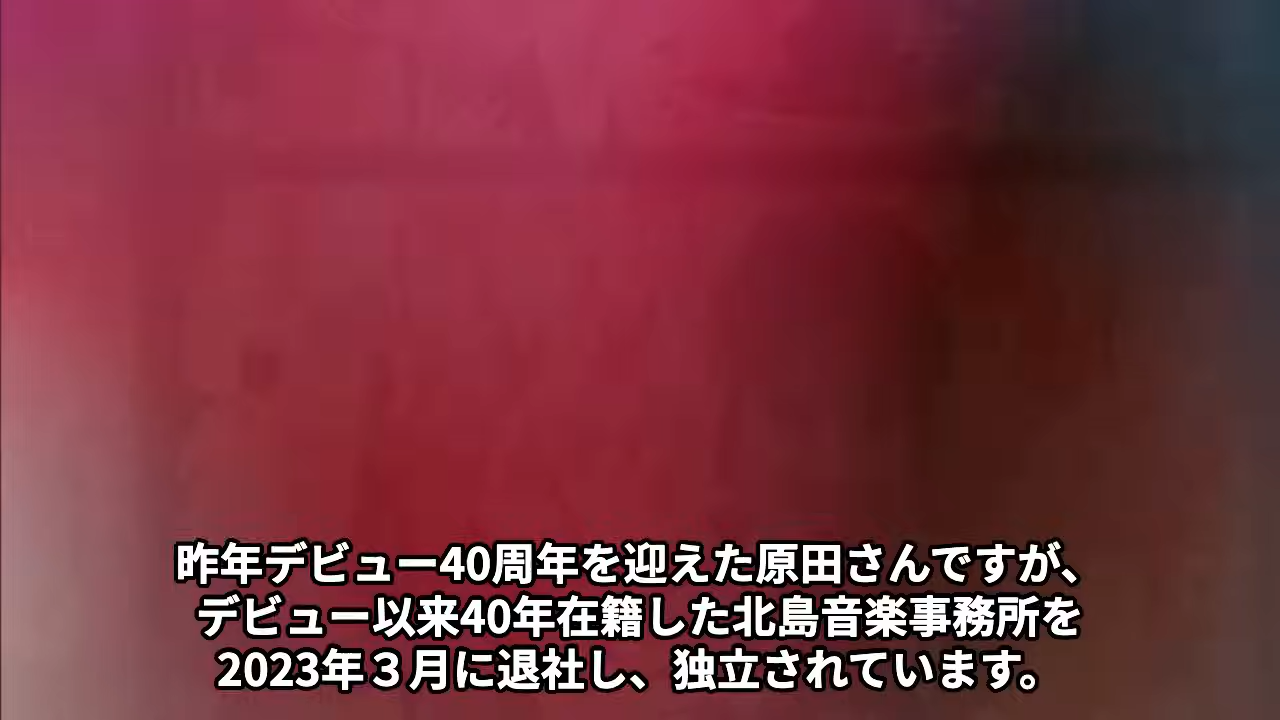 昨年デビュー40周年を迎えた原田さんですが、
デビュー以来40年在籍した北島音楽事務所を
2023年３月に退社し、独立されています。